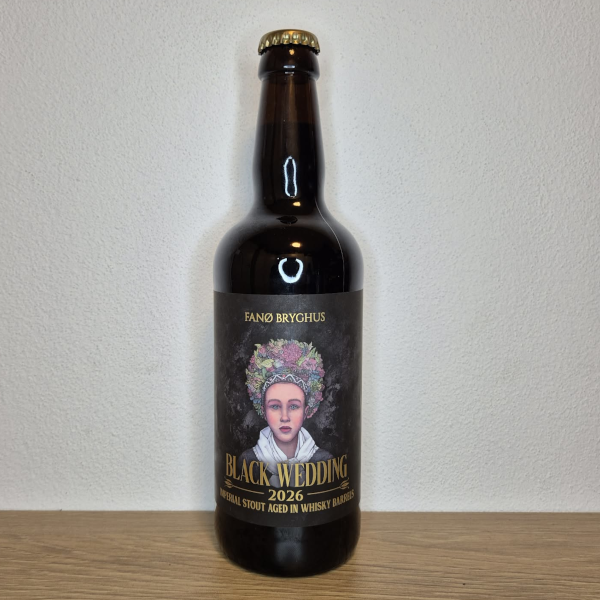 FANØ BRYGHUS
BLACK WEDDING
2026
IMPERIAL STOUT AGED IN WHISKY BARRELS